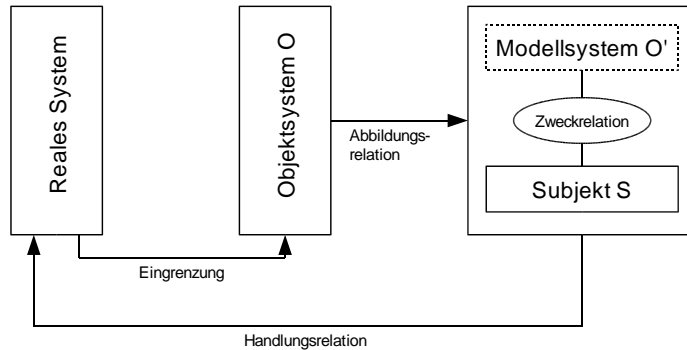 Reales System
Objektsystem O
Modellsystem O'
Zweckrelation
Subjekt S
Abbildungs-
relation
Eingrenzung
Handlungsrelation